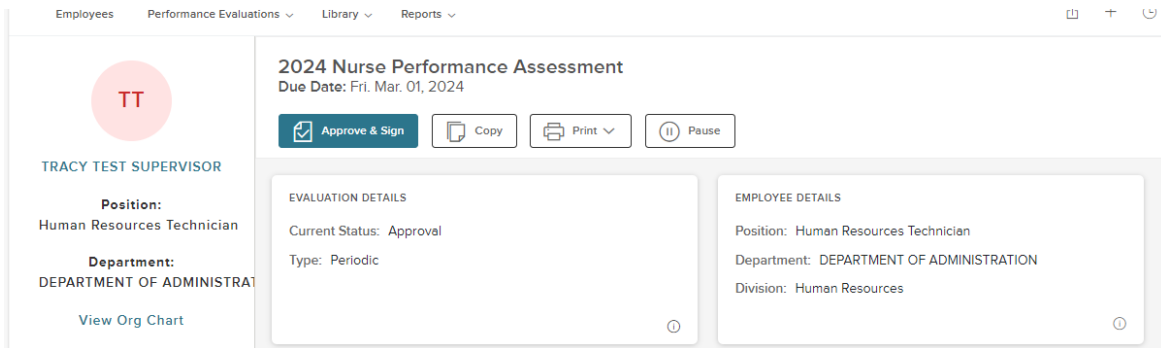 Employees Performance Evaluations Library Reports
TT
TRACY TEST SUPERVISOR
Position:
Human Resources Technician
Department:
DEPARTMENT OF ADMINISTRAT
View Org Chart
2024 Nurse Performance Assessment
Due Date: Fri. Mar. 01, 2024
Approve & Sign Copy Print Pause
EVALUATION DETAILS
Current Status: Approval
Type: Periodic
EMPLOYEE DETAILS
Position: Human Resources Technician
Department: DEPARTMENT OF ADMINISTRATION
Division: Human Resources